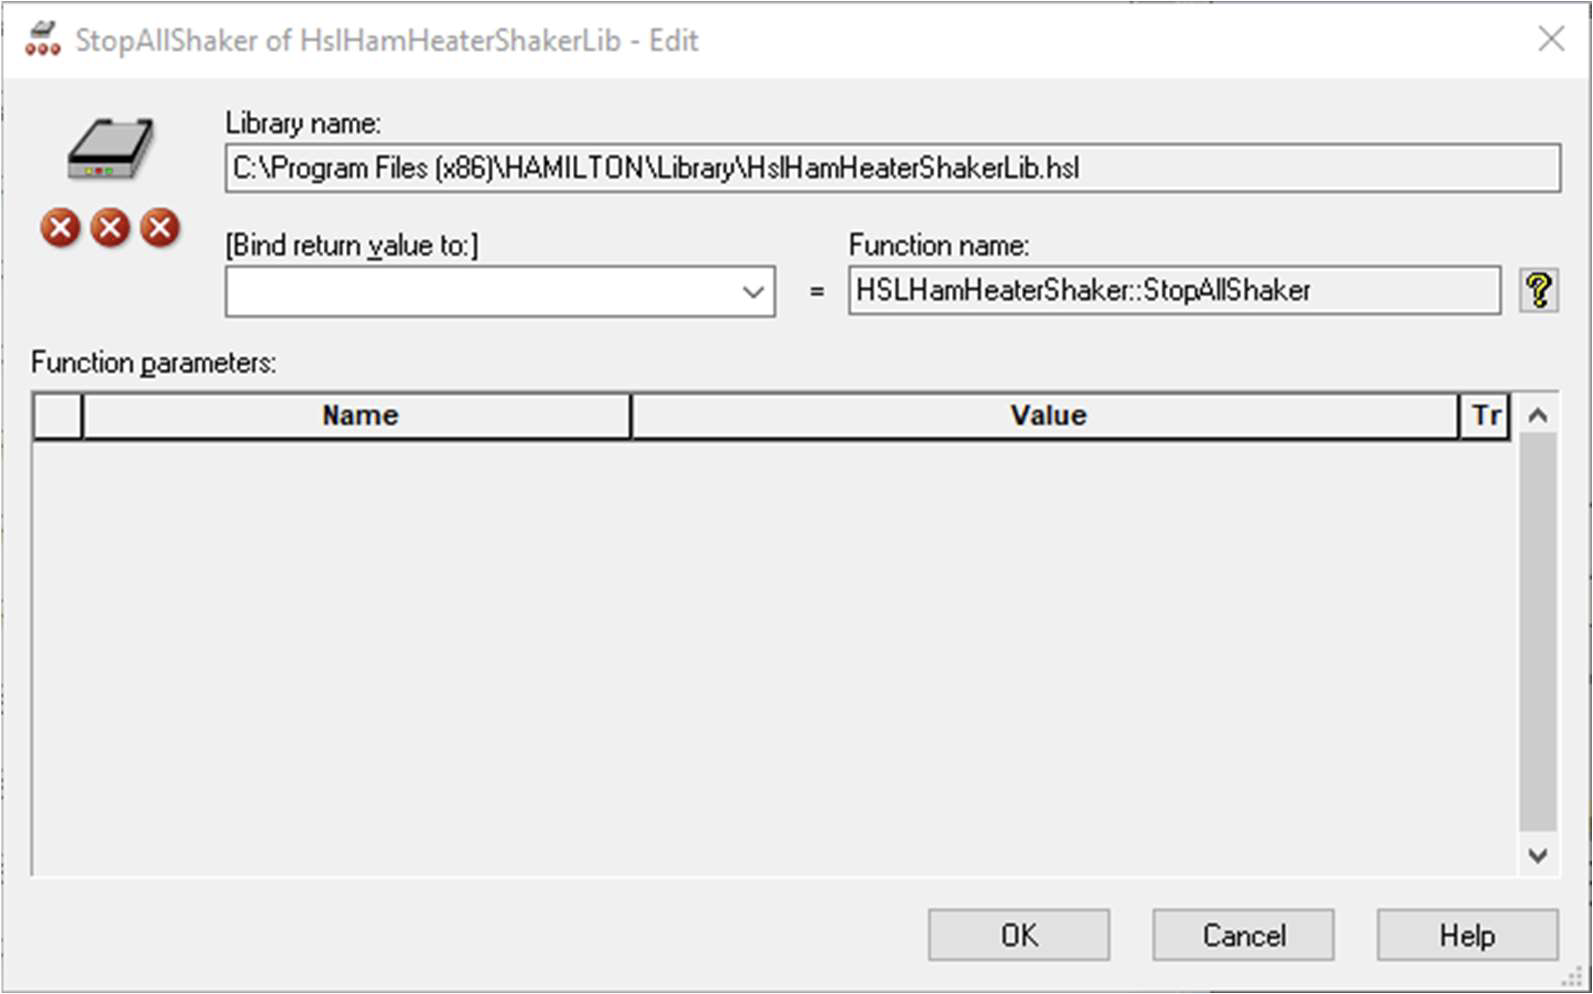 StopAllShaker of HslHamHeaterShakerLib - Edit
Library name:
C:\Program Files (x86)\HAMILTON\Library\HslHamHeaterShakerLib.hsl
[Bind return value to:]
Function name:
=
HSLHamHeaterShaker::StopAllShaker
?
Function parameters:
Name Value Tr
OK Cancel Help